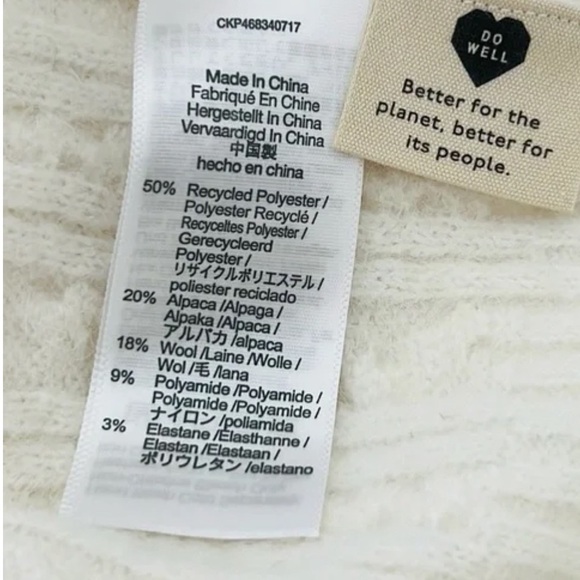 CKP468340717
Made In China
Fabriqué En Chine
Hergestellt In China
Vervaardigd In China
中国製
hecho en china
50% Recycled Polyester /
Polyester Recyclé /
Recyceltes Polyester /
Gerecycleerd
Polyester /
リサイクルポリエステル /
poliester reciclado
20% Alpaca /Alpaga /
Alpaka /Alpaca /
アルパカ /alpaca
18% Wool /Laine /Wolle /
Wol /毛 /lana
9% Polyamide /Polyamide /
Polyamide /Polyamide /
ナイロン /poliamida
3% Elastane /Elasthanne /
Elastan /Elastaan /
ポリウレタン /elastano
DO
WELL
Better for the
planet, better for
its people.